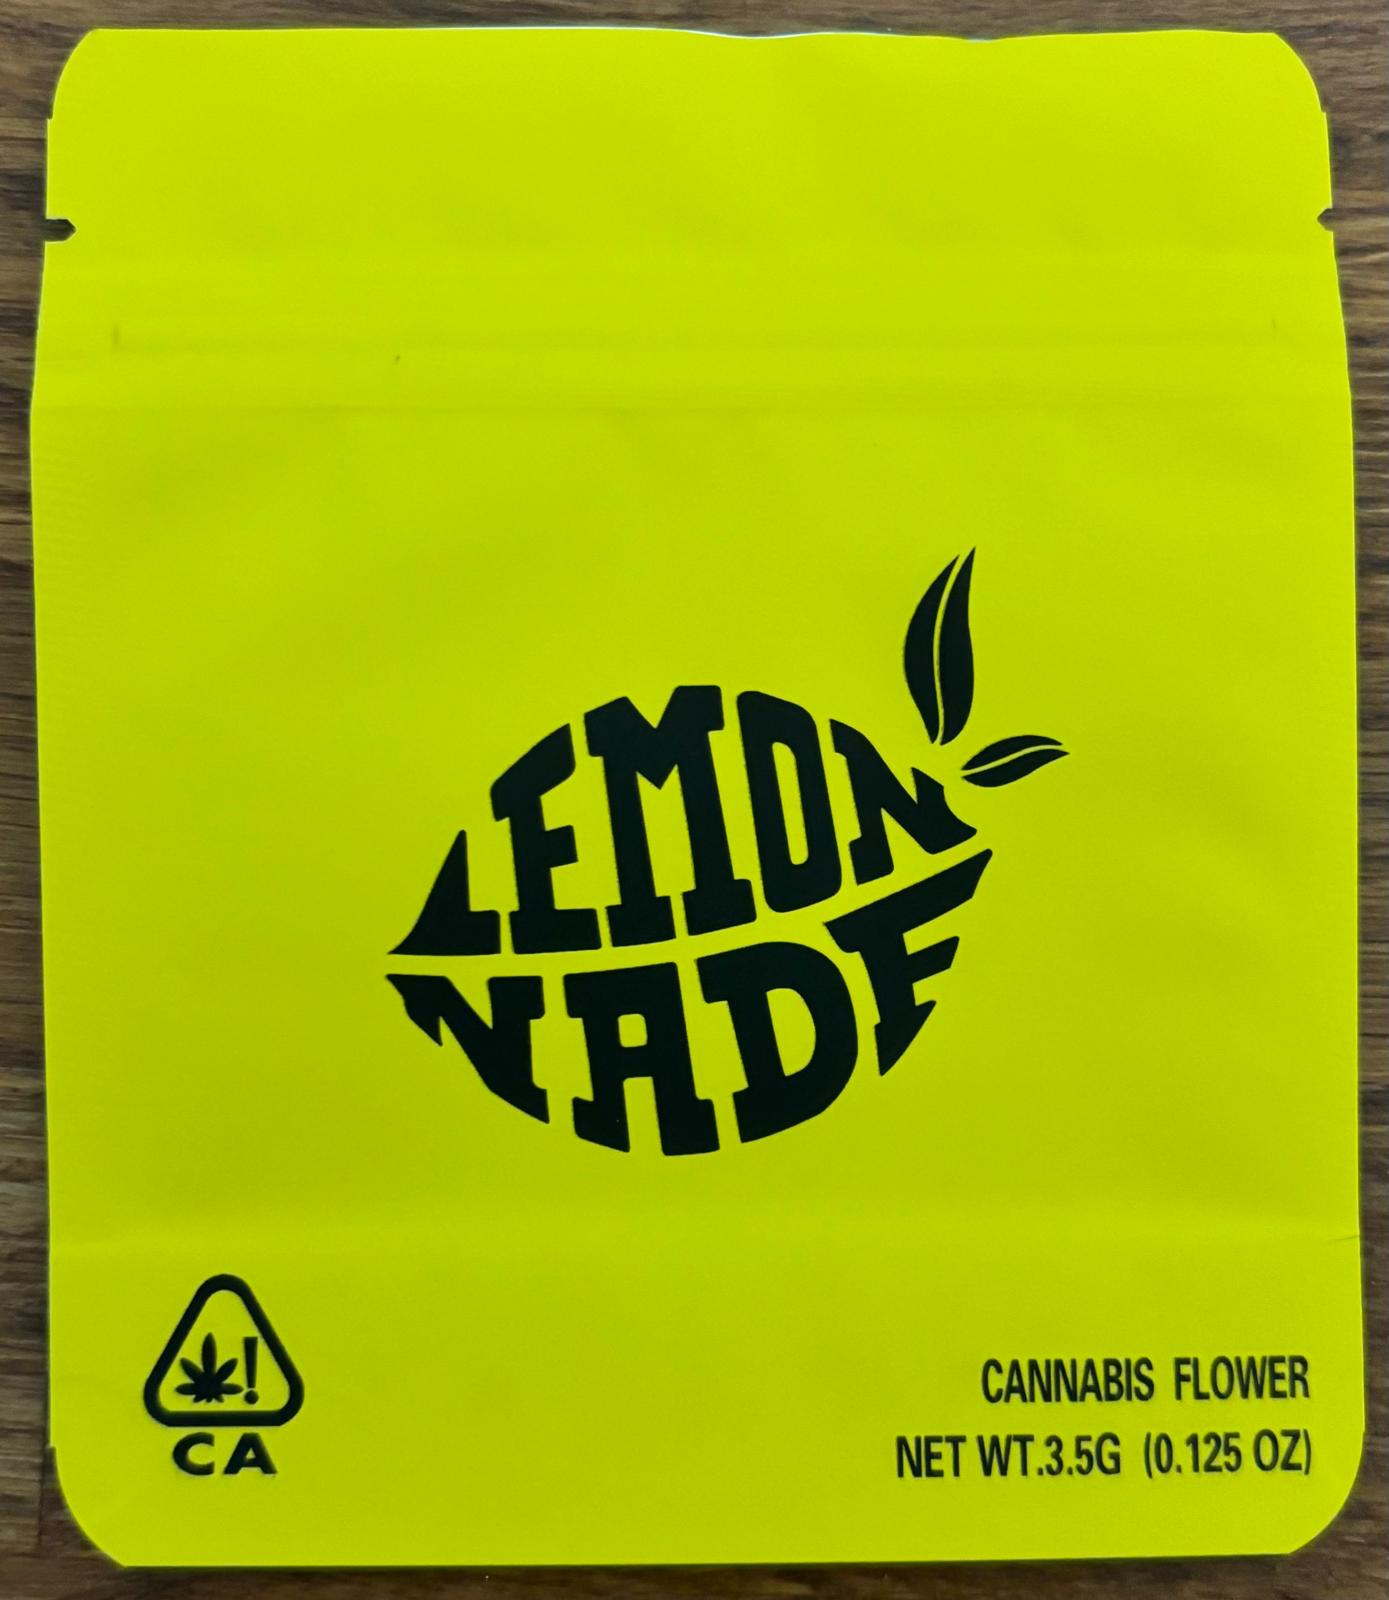 LEMON
NADE
!
CA
CANNABIS FLOWER
NET WT.3.5G (0.125 OZ)